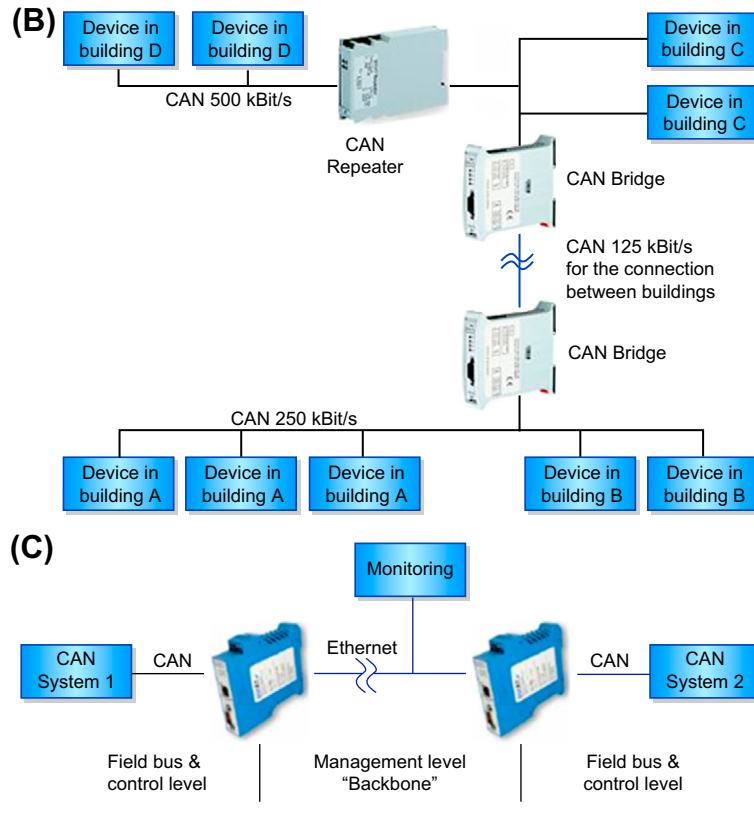 (B)
Device in
building D
Device in
building D
CAN 500 kBit/s
CAN
Repeater
Device in
building C
Device in
building C
CAN Bridge
CAN 125 kBit/s
for the connection
between buildings
CAN Bridge
CAN 250 kBit/s
Device in
building A
Device in
building A
Device in
building A
Device in
building B
Device in
building B
(C)
Monitoring
Ethernet
CAN
System 1
CAN
CAN
CAN
System 2
Field bus &
control level
Management level
“Backbone”
Field bus &
control level